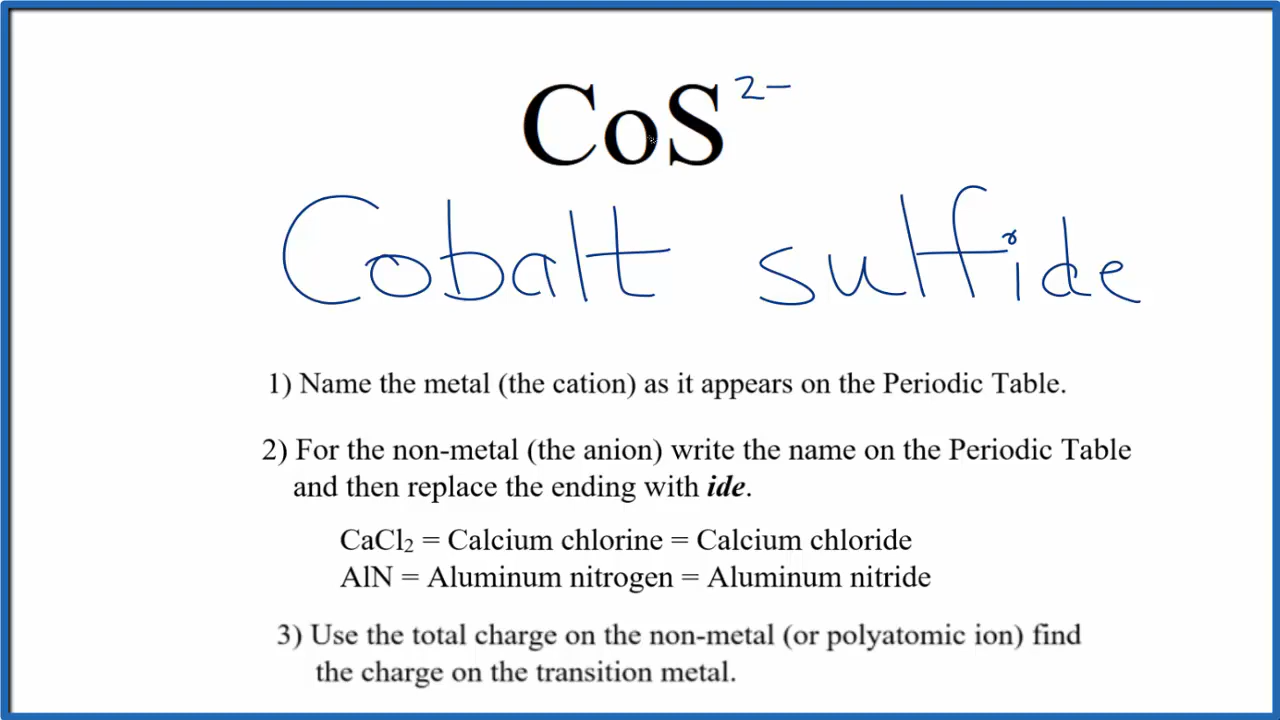 CoS²⁻
Cobalt sulfide
1) Name the metal (the cation) as it appears on the Periodic Table.
2) For the non-metal (the anion) write the name on the Periodic Table
and then replace the ending with ide.
CaCl₂ = Calcium chlorine = Calcium chloride
AlN = Aluminum nitrogen = Aluminum nitride
3) Use the total charge on the non-metal (or polyatomic ion) find
the charge on the transition metal.